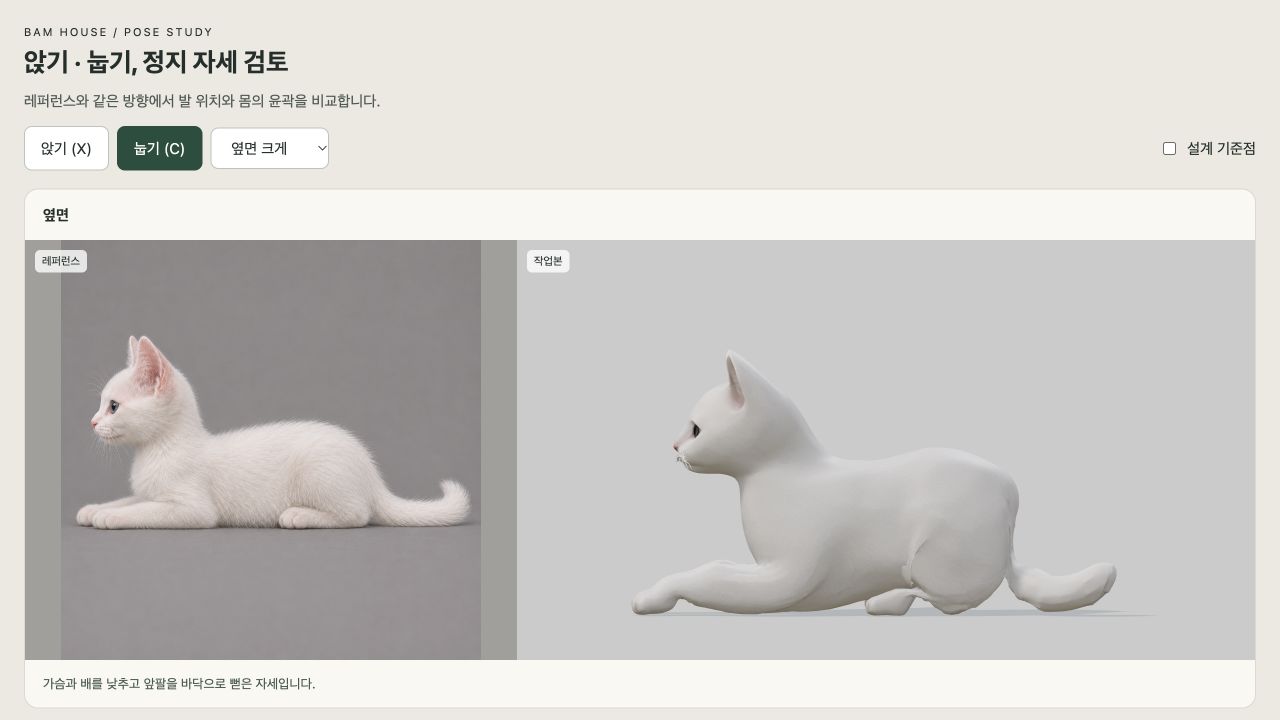 BAM HOUSE / POSE STUDY
앉기 · 눕기, 정지 자세 검토
레퍼런스와 같은 방향에서 발 위치와 몸의 윤곽을 비교합니다.
앉기 (X)
눕기 (C)
옆면 크게
설계 기준점
옆면
레퍼런스
작업본
가슴과 배를 낮추고 앞팔을 바닥으로 뻗은 자세입니다.